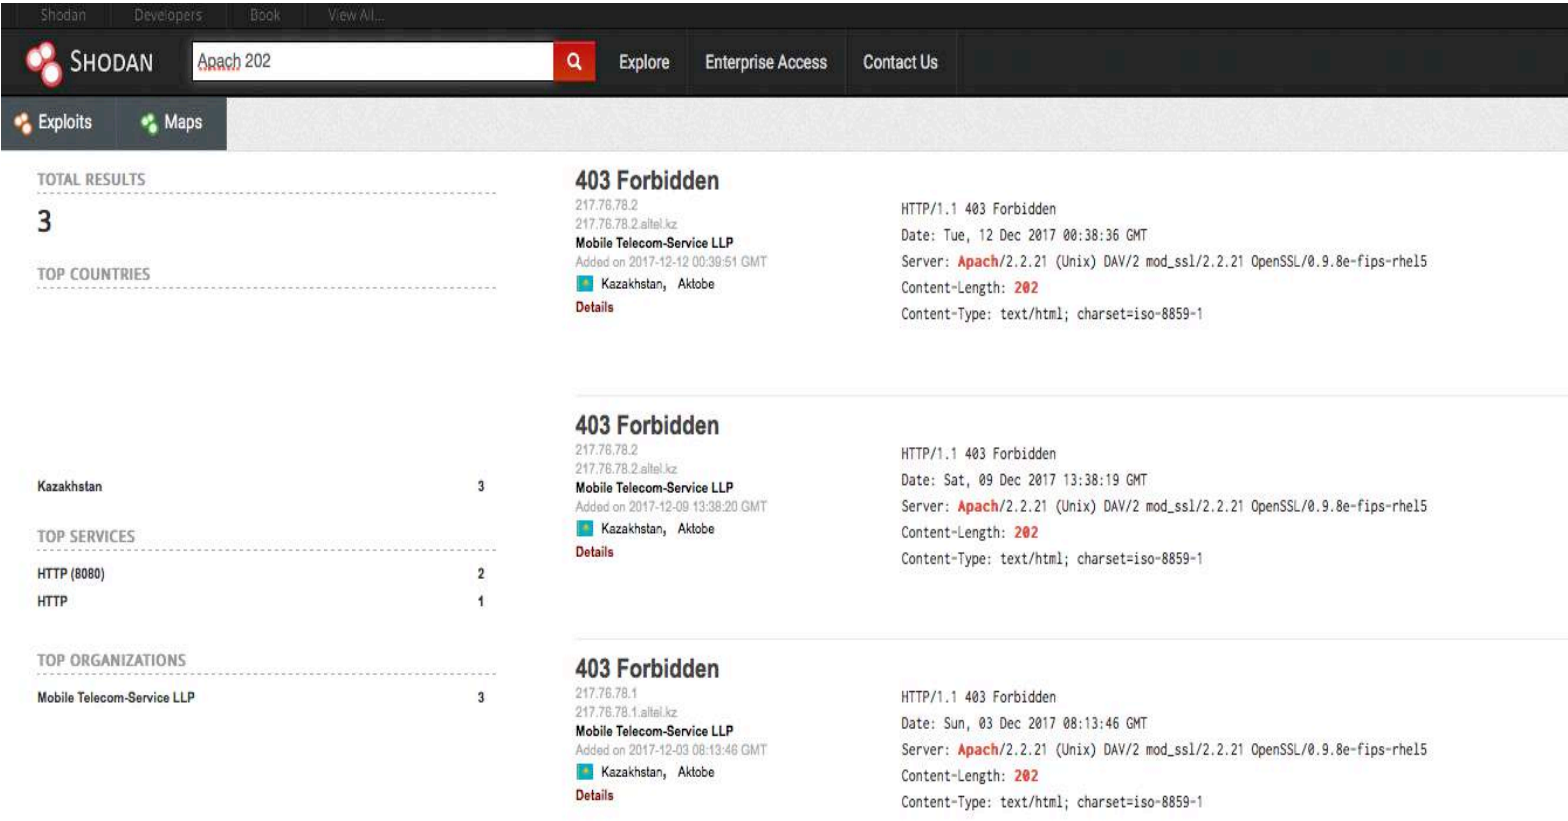 Shodan Developers Book View All...
SHODAN Apach 202 Explore Enterprise Access Contact Us
Exploits Maps
TOTAL RESULTS
3
TOP COUNTRIES
Kazakhstan 3
TOP SERVICES
HTTP (8080) 2
HTTP 1
TOP ORGANIZATIONS
Mobile Telecom-Service LLP 3
403 Forbidden
217.76.78.2
217.76.78.2.altel.kz
Mobile Telecom-Service LLP
Added on 2017-12-12 00:39:51 GMT
Kazakhstan, Aktobe
Details
HTTP/1.1 403 Forbidden
Date: Tue, 12 Dec 2017 00:38:36 GMT
Server: Apach/2.2.21 (Unix) DAV/2 mod_ssl/2.2.21 OpenSSL/0.9.8e-fips-rhel5
Content-Length: 202
Content-Type: text/html; charset=iso-8859-1
403 Forbidden
217.76.78.2
217.76.78.2.altel.kz
Mobile Telecom-Service LLP
Added on 2017-12-09 13:38:20 GMT
Kazakhstan, Aktobe
Details
HTTP/1.1 403 Forbidden
Date: Sat, 09 Dec 2017 13:38:19 GMT
Server: Apach/2.2.21 (Unix) DAV/2 mod_ssl/2.2.21 OpenSSL/0.9.8e-fips-rhel5
Content-Length: 202
Content-Type: text/html; charset=iso-8859-1
403 Forbidden
217.76.78.1
217.76.78.1.altel.kz
Mobile Telecom-Service LLP
Added on 2017-12-03 08:13:46 GMT
Kazakhstan, Aktobe
Details
HTTP/1.1 403 Forbidden
Date: Sun, 03 Dec 2017 08:13:46 GMT
Server: Apach/2.2.21 (Unix) DAV/2 mod_ssl/2.2.21 OpenSSL/0.9.8e-fips-rhel5
Content-Length: 202
Content-Type: text/html; charset=iso-8859-1